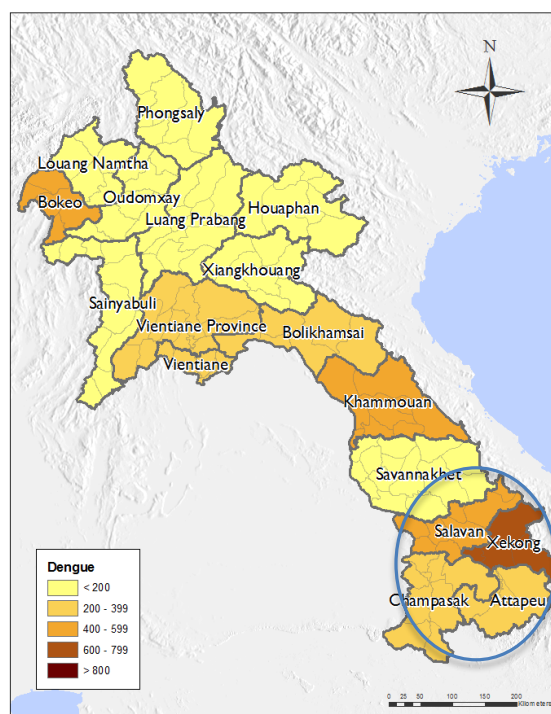 N
Phongsaly
Louang Namtha
Bokeo
Oudomxay
Luang Prabang
Houaphan
Xiangkhouang
Sainyabuli
Vientiane Province
Bolikhamsai
Vientiane
Khammouan
Savannakhet
Salavan
Xekong
Champasak
Attapeu
Dengue
< 200
200 - 399
400 - 599
600 - 799
> 800
0 25 50 100 150 200
Kilometers